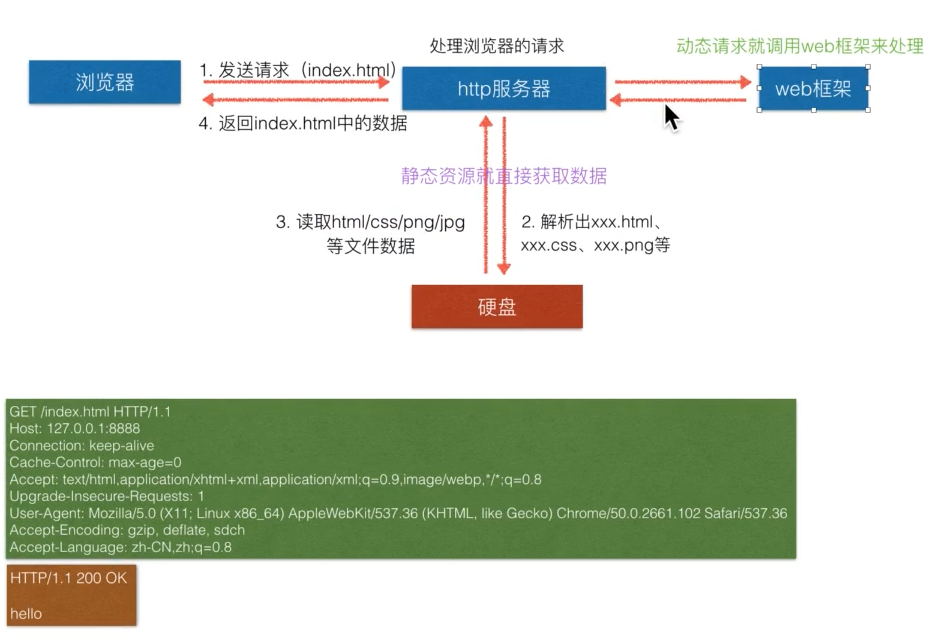 处理浏览器的请求
动态请求就调用web框架来处理
浏览器
1. 发送请求（index.html）
http服务器
web框架
4. 返回index.html中的数据
静态资源就直接获取数据
3. 读取html/css/png/jpg
等文件数据
2. 解析出xxx.html、
xxx.css、xxx.png等
硬盘
GET /index.html HTTP/1.1
Host: 127.0.0.1:8888
Connection: keep-alive
Cache-Control: max-age=0
Accept: text/html,application/xhtml+xml,application/xml;q=0.9,image/webp,*/*;q=0.8
Upgrade-Insecure-Requests: 1
User-Agent: Mozilla/5.0 (X11; Linux x86_64) AppleWebKit/537.36 (KHTML, like Gecko) Chrome/50.0.2661.102 Safari/537.36
Accept-Encoding: gzip, deflate, sdch
Accept-Language: zh-CN,zh;q=0.8
HTTP/1.1 200 OK
hello